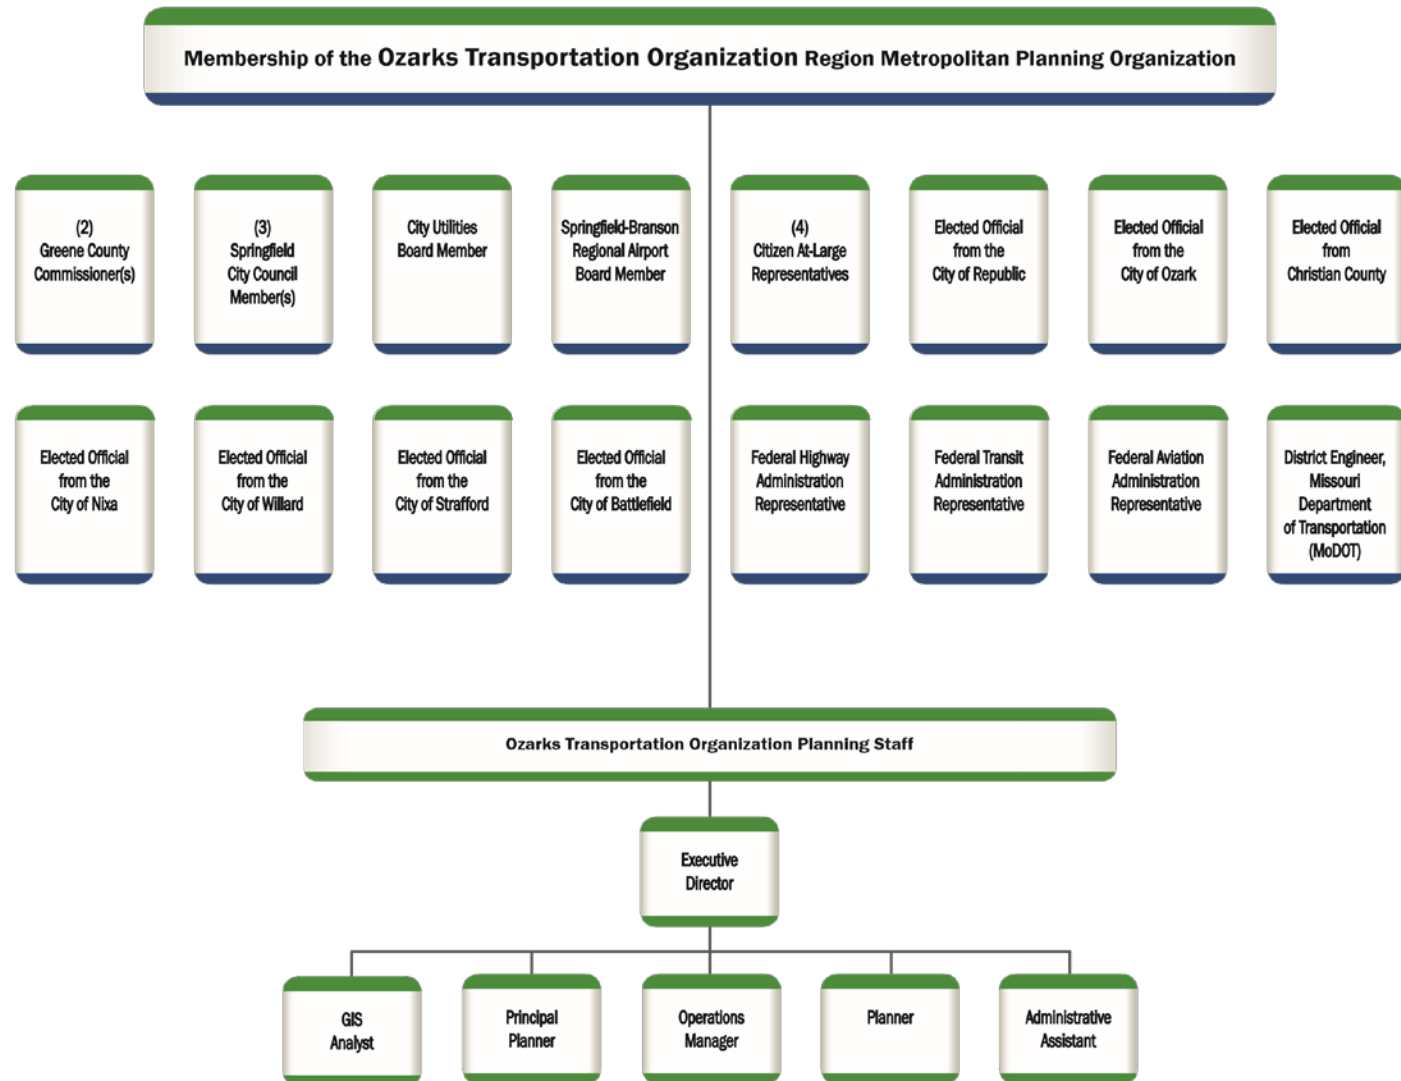 Membership of the Ozarks Transportation Organization Region Metropolitan Planning Organization
(2)
Greene County
Commissioner(s)
(3)
Springfield
City Council
Member(s)
City Utilities
Board Member
Springfield-Branson
Regional Airport
Board Member
(4)
Citizen At-Large
Representatives
Elected Official
from the
City of Republic
Elected Official
from the
City of Ozark
Elected Official
from
Christian County
Elected Official
from the
City of Nixa
Elected Official
from the
City of Willard
Elected Official
from the
City of Strafford
Elected Official
from the
City of Battlefield
Federal Highway
Administration
Representative
Federal Transit
Administration
Representative
Federal Aviation
Administration
Representative
District Engineer,
Missouri
Department
of Transportation
(MoDOT)
Ozarks Transportation Organization Planning Staff
Executive
Director
GIS
Analyst
Principal
Planner
Operations
Manager
Planner
Administrative
Assistant